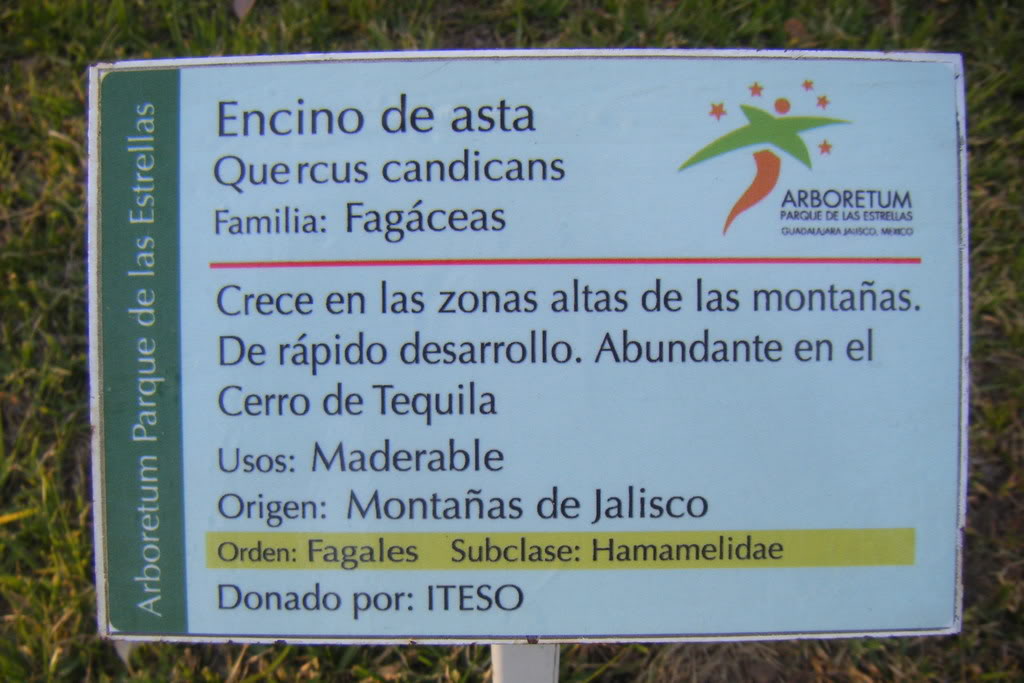 Arboretum Parque de las Estrellas
Encino de asta
Quercus candicans
Familia: Fagáceas
ARBORETUM
PARQUE DE LAS ESTRELLAS
GUADALAJARA JALISCO, MEXICO
Crece en las zonas altas de las montañas.
De rápido desarrollo. Abundante en el
Cerro de Tequila
Usos: Maderable
Origen: Montañas de Jalisco
Orden: Fagales Subclase: Hamamelidae
Donado por: ITESO